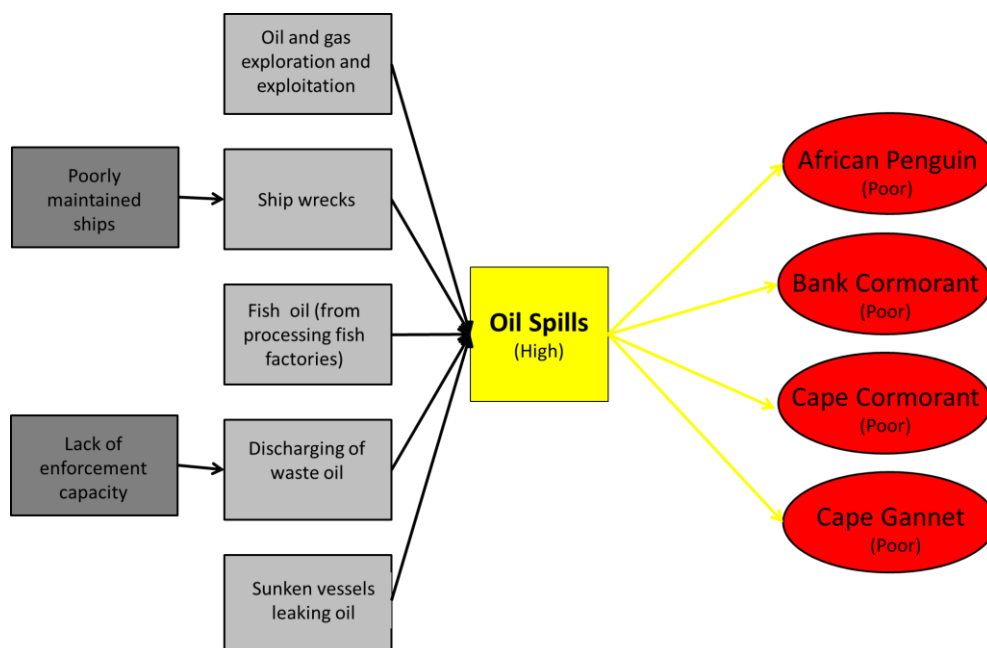 Oil and gas
exploration and
exploitation
Poorly
maintained
ships
Ship wrecks
Fish oil (from
processing fish
factories)
Lack of
enforcement
capacity
Discharging of
waste oil
Sunken vessels
leaking oil
Oil Spills
(High)
African Penguin
(Poor)
Bank Cormorant
(Poor)
Cape Cormorant
(Poor)
Cape Gannet
(Poor)